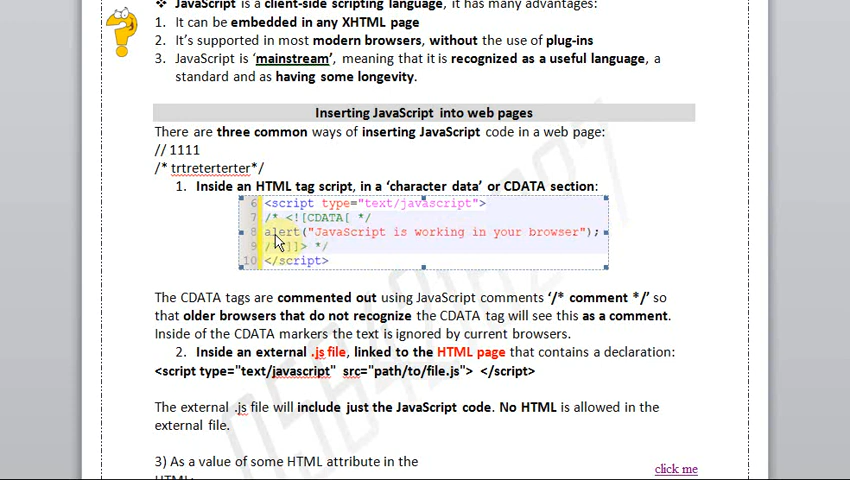 ❖ JavaScript is a client-side scripting language, it has many advantages:
1. It can be embedded in any XHTML page
2. It's supported in most modern browsers, without the use of plug-ins
3. JavaScript is 'mainstream', meaning that it is recognized as a useful language, a
standard and as having some longevity.
Inserting JavaScript into web pages
There are three common ways of inserting JavaScript code in a web page:
// 1111
/* trtreterterter*/
1. Inside an HTML tag script, in a 'character data' or CDATA section:
6 <script type="text/javascript">
7 /* <![CDATA[ */
8 alert("JavaScript is working in your browser");
9 /* ]]> */
10 </script>
The CDATA tags are commented out using JavaScript comments '/* comment */' so
that older browsers that do not recognize the CDATA tag will see this as a comment.
Inside of the CDATA markers the text is ignored by current browsers.
2. Inside an external .js file, linked to the HTML page that contains a declaration:
<script type="text/javascript" src="path/to/file.js"> </script>
The external .js file will include just the JavaScript code. No HTML is allowed in the
external file.
3) As a value of some HTML attribute in the
click me